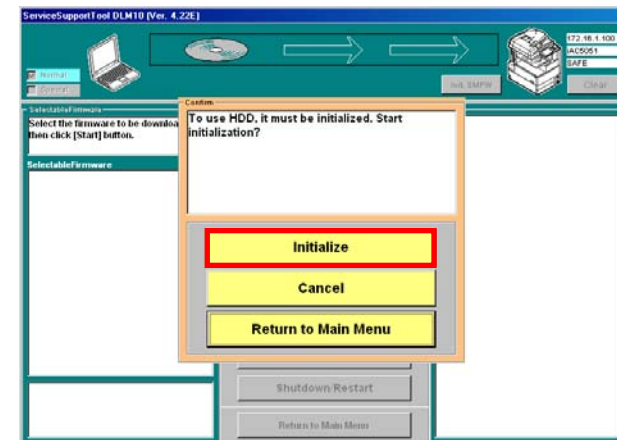 ServiceSupportTool DLM10 (Ver. 4.22E)
172.16.1.100
iAC5051
SAFE
Normal
Special
Init. SMPW
Clear
SelectableFirmware
Select the firmware to be downloa
then click [Start] button.
SelectableFirmware
Confirm
To use HDD, it must be initialized. Start
initialization?
Initialize
Cancel
Return to Main Menu
Shutdown/Restart
Return to Main Menu